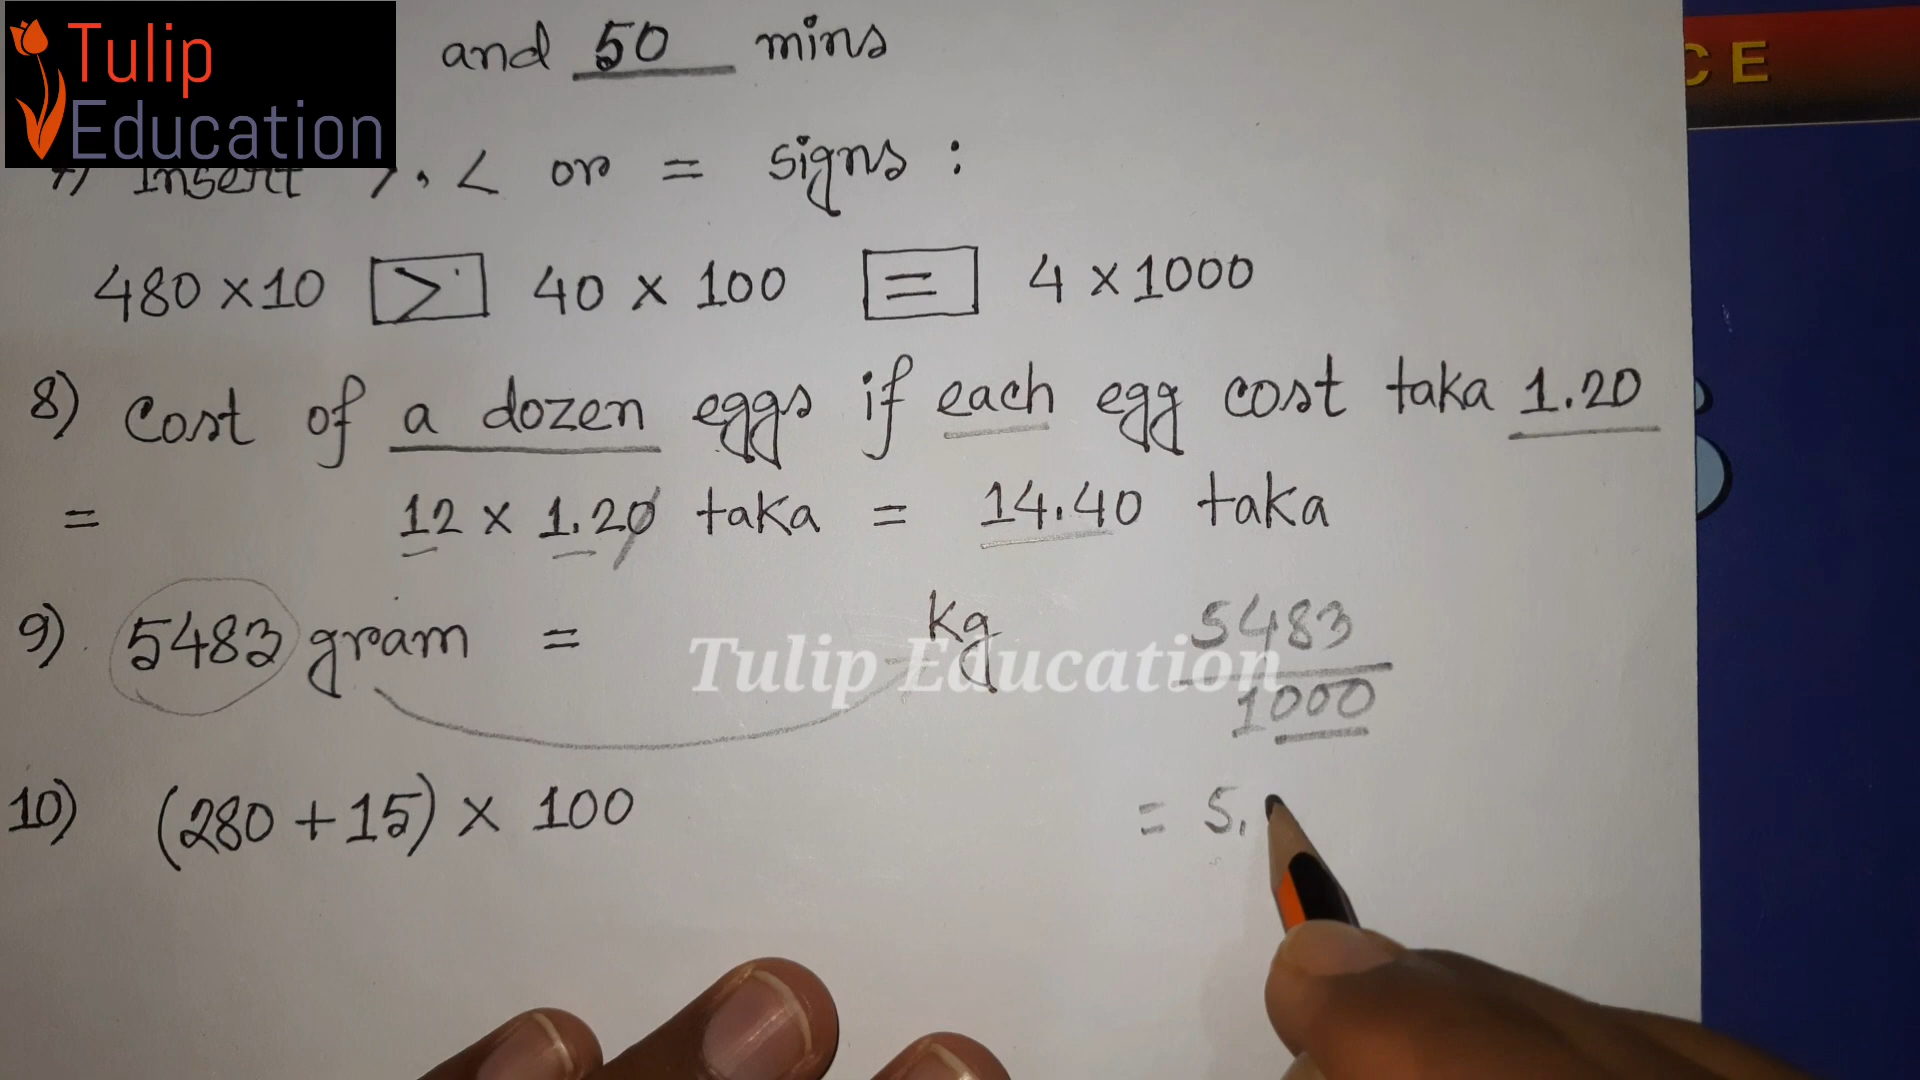 Tulip
Education
and 50 mins
CE
7) Insert >, < or = signs :
480 x 10 > 40 x 100 = 4 x 1000
8) Cost of a dozen eggs if each egg cost taka 1.20
= 12 x 1.20 taka = 14.40 taka
9) 5483 gram = kg
5483
1000
Tulip Education
10) (280 + 15) x 100
= 5.